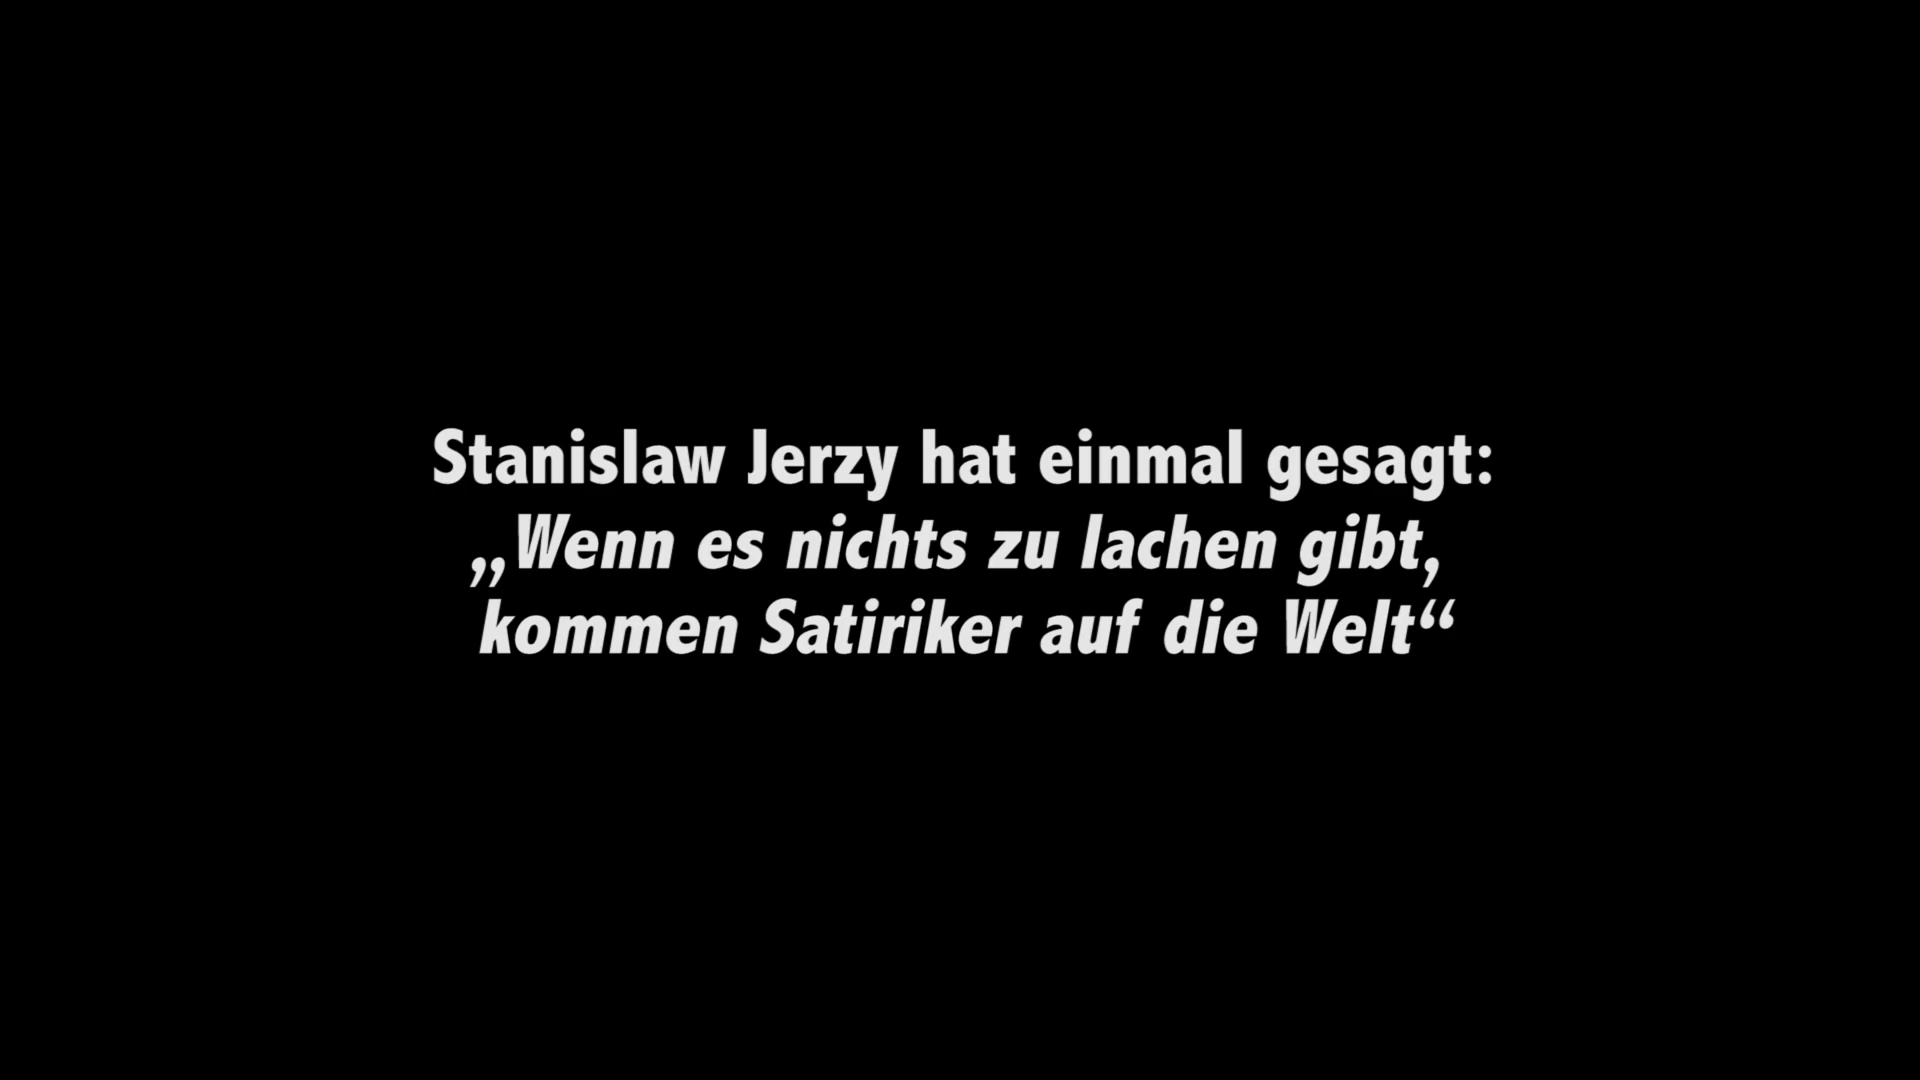 Stanislaw Jerzy hat einmal gesagt:
„Wenn es nichts zu lachen gibt,
kommen Satiriker auf die Welt“